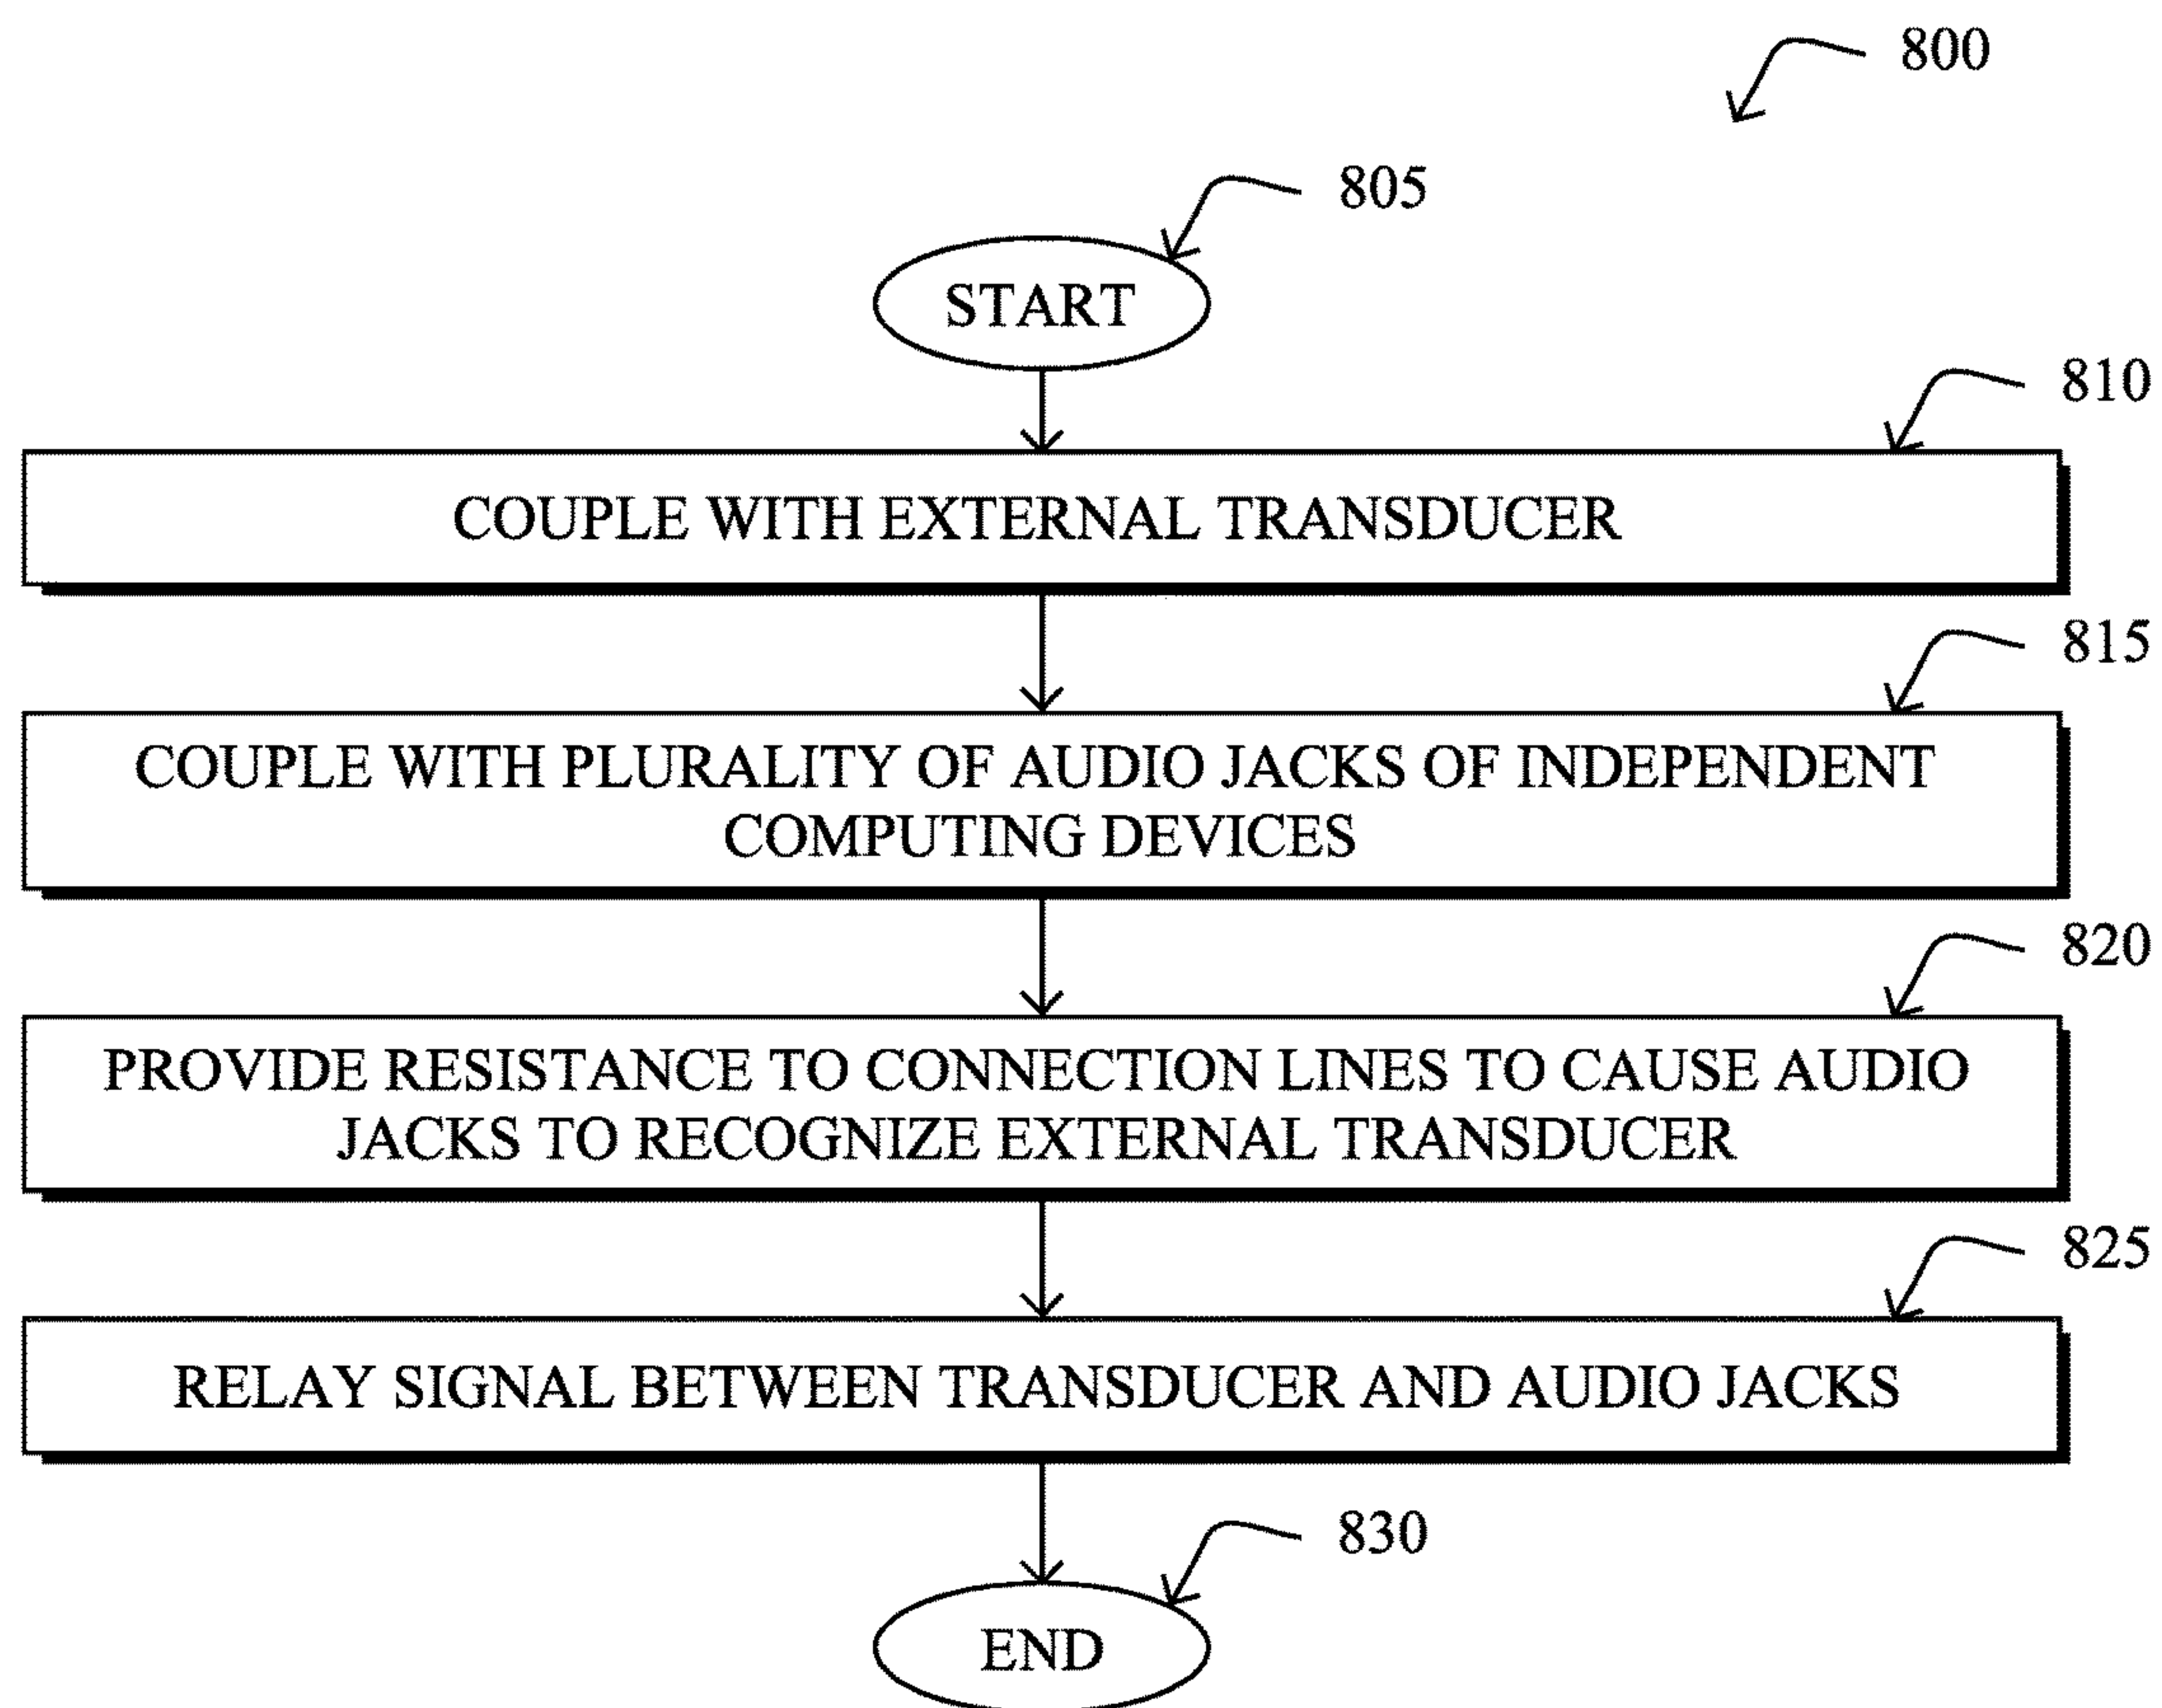 800
805
START
810
COUPLE WITH EXTERNAL TRANSDUCER
815
COUPLE WITH PLURALITY OF AUDIO JACKS OF INDEPENDENT
COMPUTING DEVICES
820
PROVIDE RESISTANCE TO CONNECTION LINES TO CAUSE AUDIO
JACKS TO RECOGNIZE EXTERNAL TRANSDUCER
825
RELAY SIGNAL BETWEEN TRANSDUCER AND AUDIO JACKS
830
END